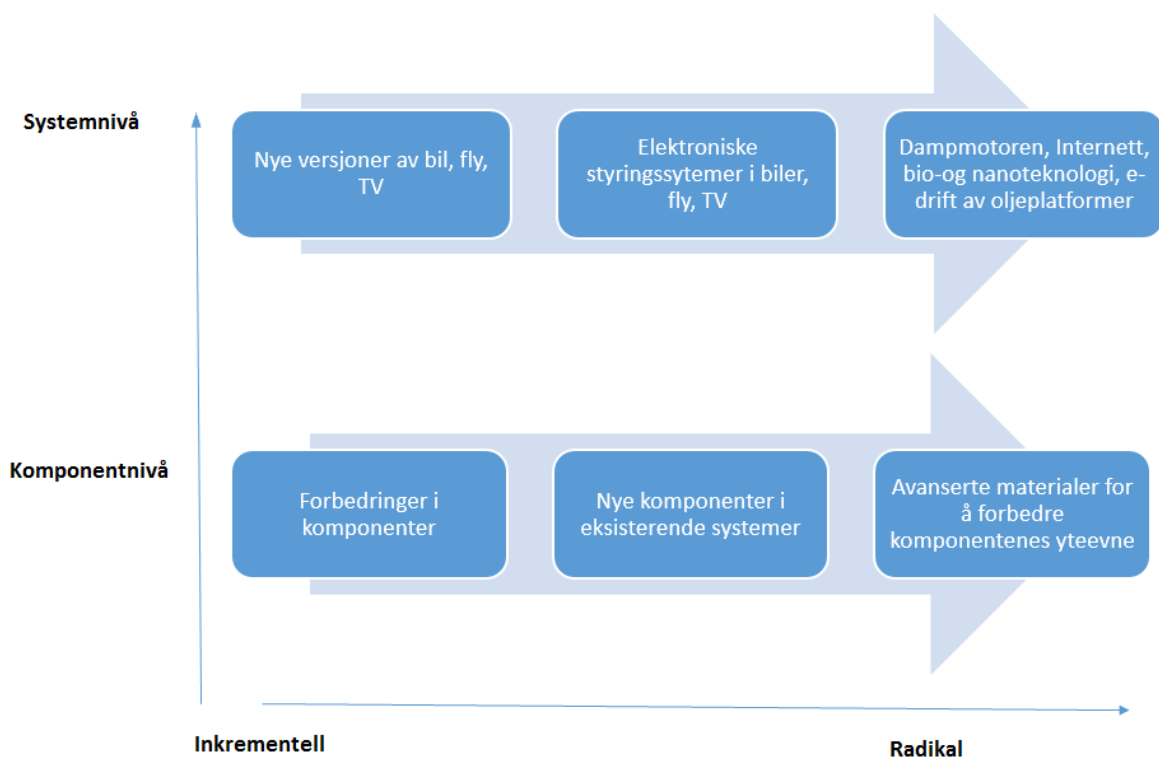 Systemnivå
Nye versjoner av bil, fly,
TV
Elektroniske
styringssytemer i biler,
fly, TV
Dampmotoren, Internett,
bio-og nanoteknologi, e-
drift av oljeplatformer
Komponentnivå
Forbedringer i
komponenter
Nye komponenter i
eksisterende systemer
Avanserte materialer for
å forbedre
komponentenes yteevne
Inkrementell
Radikal